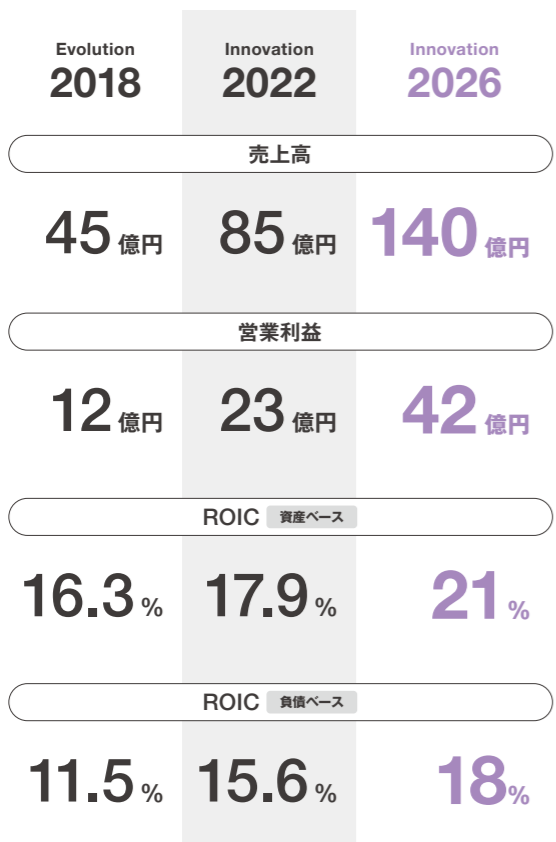 Evolution Innovation Innovation
2018 2022 2026
売上高
45億円 85億円 140億円
営業利益
12億円 23億円 42億円
ROIC 資産ベース
16.3% 17.9% 21%
ROIC 負債ベース
11.5% 15.6% 18%